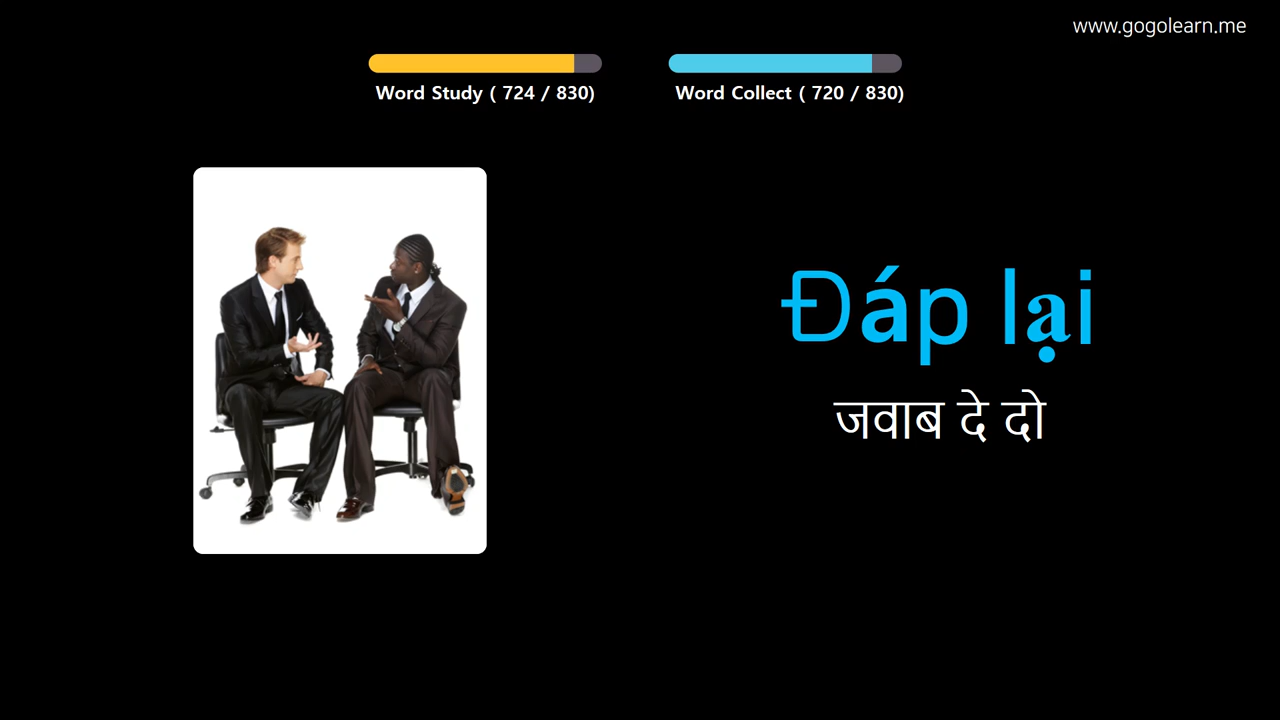 www.gogolearn.me
Word Study ( 724 / 830)
Word Collect ( 720 / 830)
Đáp lại
जवाब दे दो